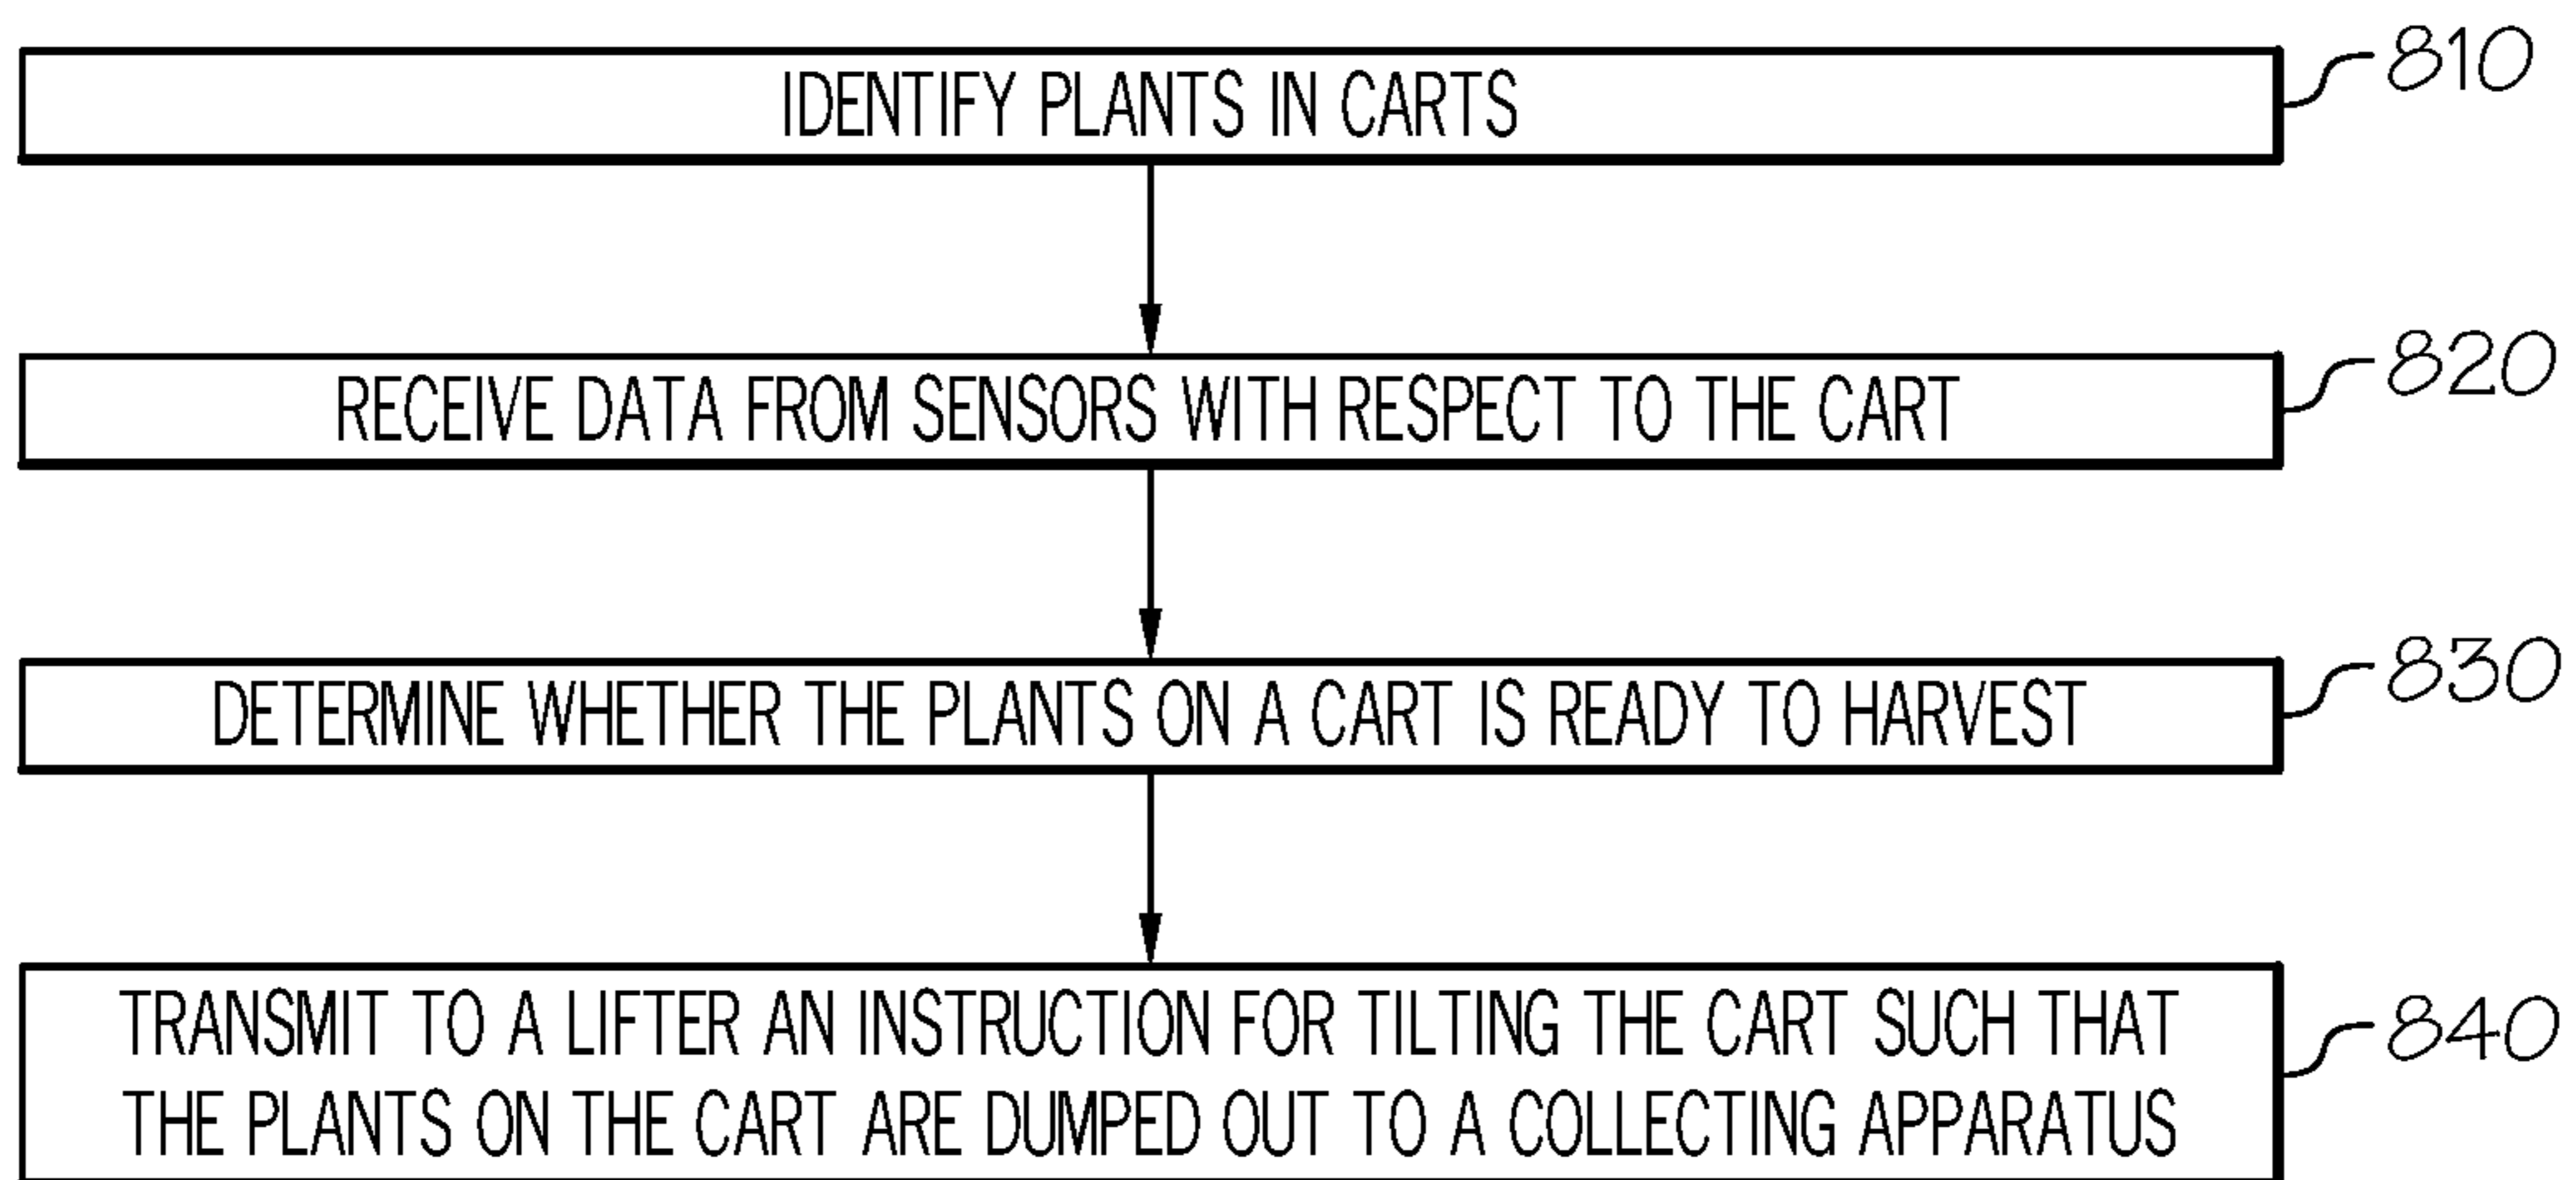 IDENTIFY PLANTS IN CARTS
810
RECEIVE DATA FROM SENSORS WITH RESPECT TO THE CART
820
DETERMINE WHETHER THE PLANTS ON A CART IS READY TO HARVEST
830
TRANSMIT TO A LIFTER AN INSTRUCTION FOR TILTING THE CART SUCH THAT
THE PLANTS ON THE CART ARE DUMPED OUT TO A COLLECTING APPARATUS
840